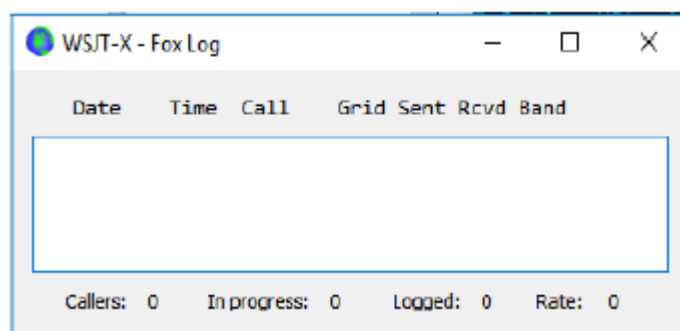 WSJT-X - Fox Log
Date Time Call Grid Sent Rcvd Band
Callers: 0 In progress: 0 Logged: 0 Rate: 0